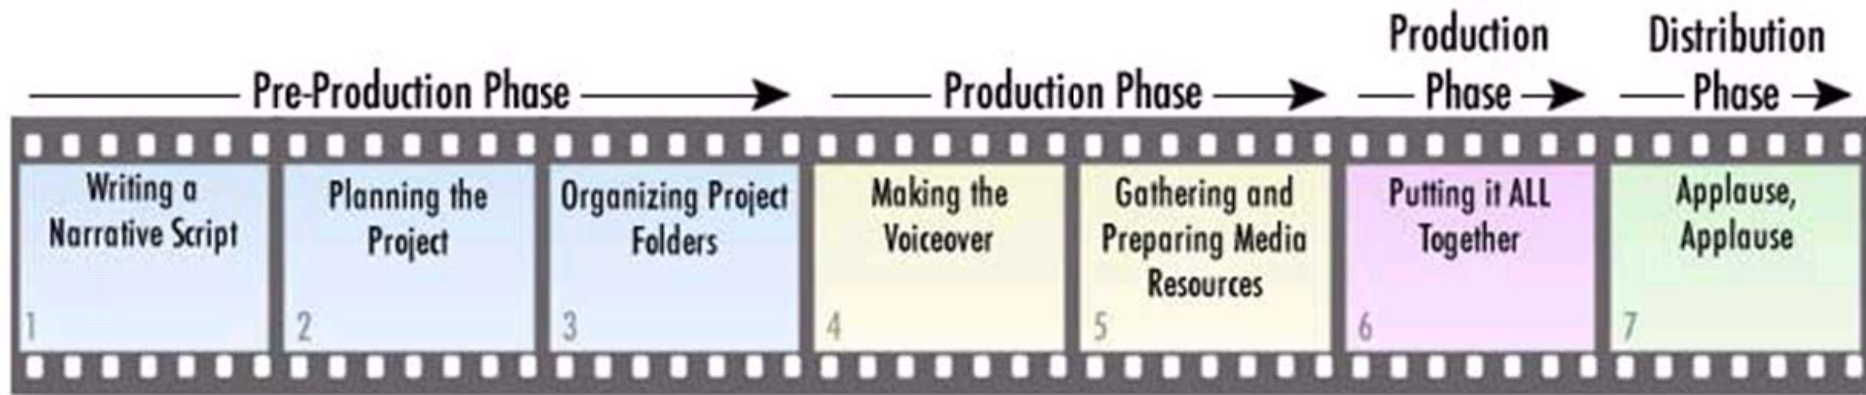 Pre-Production Phase
Production Phase
Production
Phase
Distribution
Phase
Writing a
Narrative Script
1
Planning the
Project
2
Organizing Project
Folders
3
Making the
Voiceover
4
Gathering and
Preparing Media
Resources
5
Putting it ALL
Together
6
Applause,
Applause
7